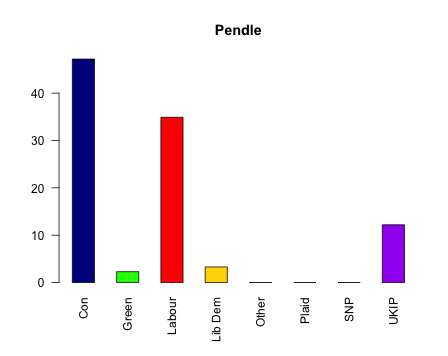 Pendle
40
30
20
10
0
Con
Green
Labour
Lib Dem
Other
Plaid
SNP
UKIP